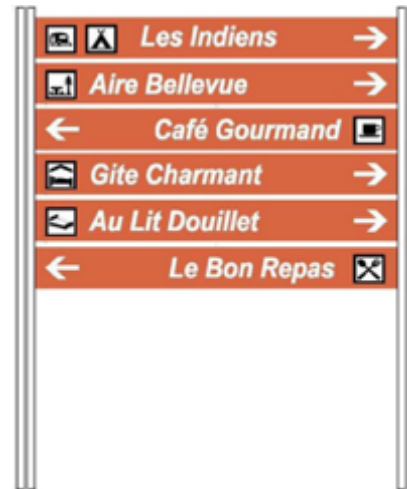 Les Indiens
Aire Bellevue
Café Gourmand
Gite Charmant
Au Lit Douillet
Le Bon Repas